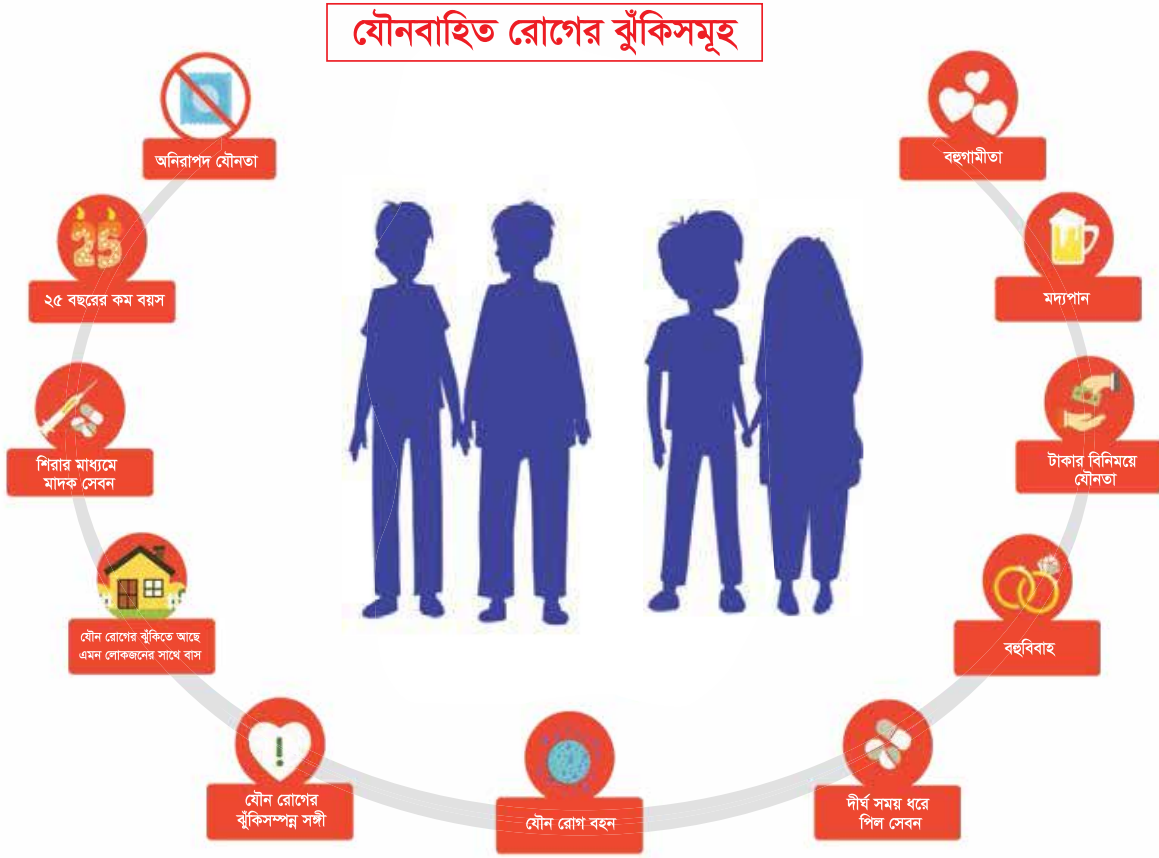 যৌনবাহিত রোগের ঝুঁকিসমূহ
অনিরাপদ যৌনতা
২৫ বছরের কম বয়স
শিরার মাধ্যমে
মাদক সেবন
যৌন রোগের ঝুঁকিতে আছে
এমন লোকজনের সাথে বাস
যৌন রোগের
ঝুঁকিসম্পন্ন সঙ্গী
যৌন রোগ বহন
দীর্ঘ সময় ধরে
পিল সেবন
বহুবিবাহ
টাকার বিনিময়ে
যৌনতা
মদ্যপান
বহুগামীতা
25